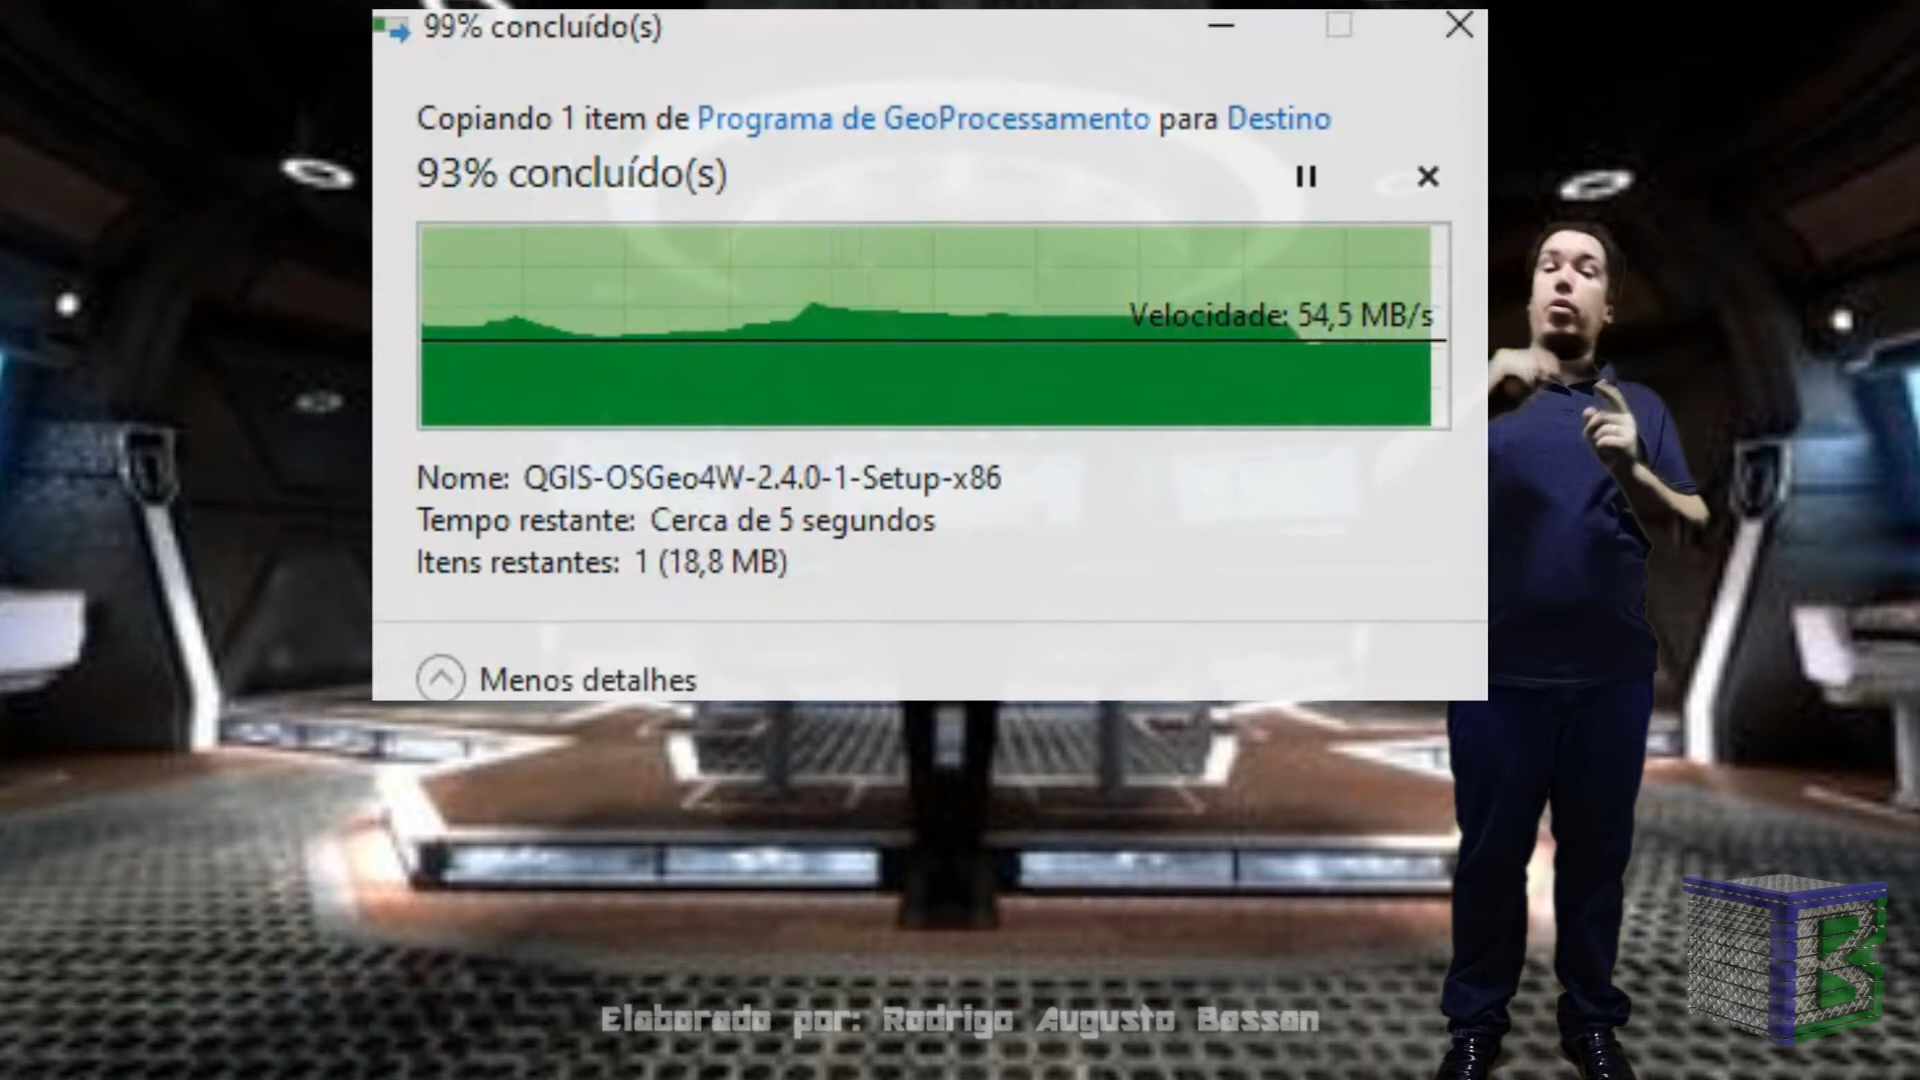 99% concluído(s)
Copiando 1 item de Programa de GeoProcessamento para Destino
93% concluído(s)
Velocidade: 54,5 MB/s
Nome: QGIS-OSGeo4W-2.4.0-1-Setup-x86
Tempo restante: Cerca de 5 segundos
Itens restantes: 1 (18,8 MB)
Menos detalhes
B
Elaborado por: Rodrigo Augusto Bassan